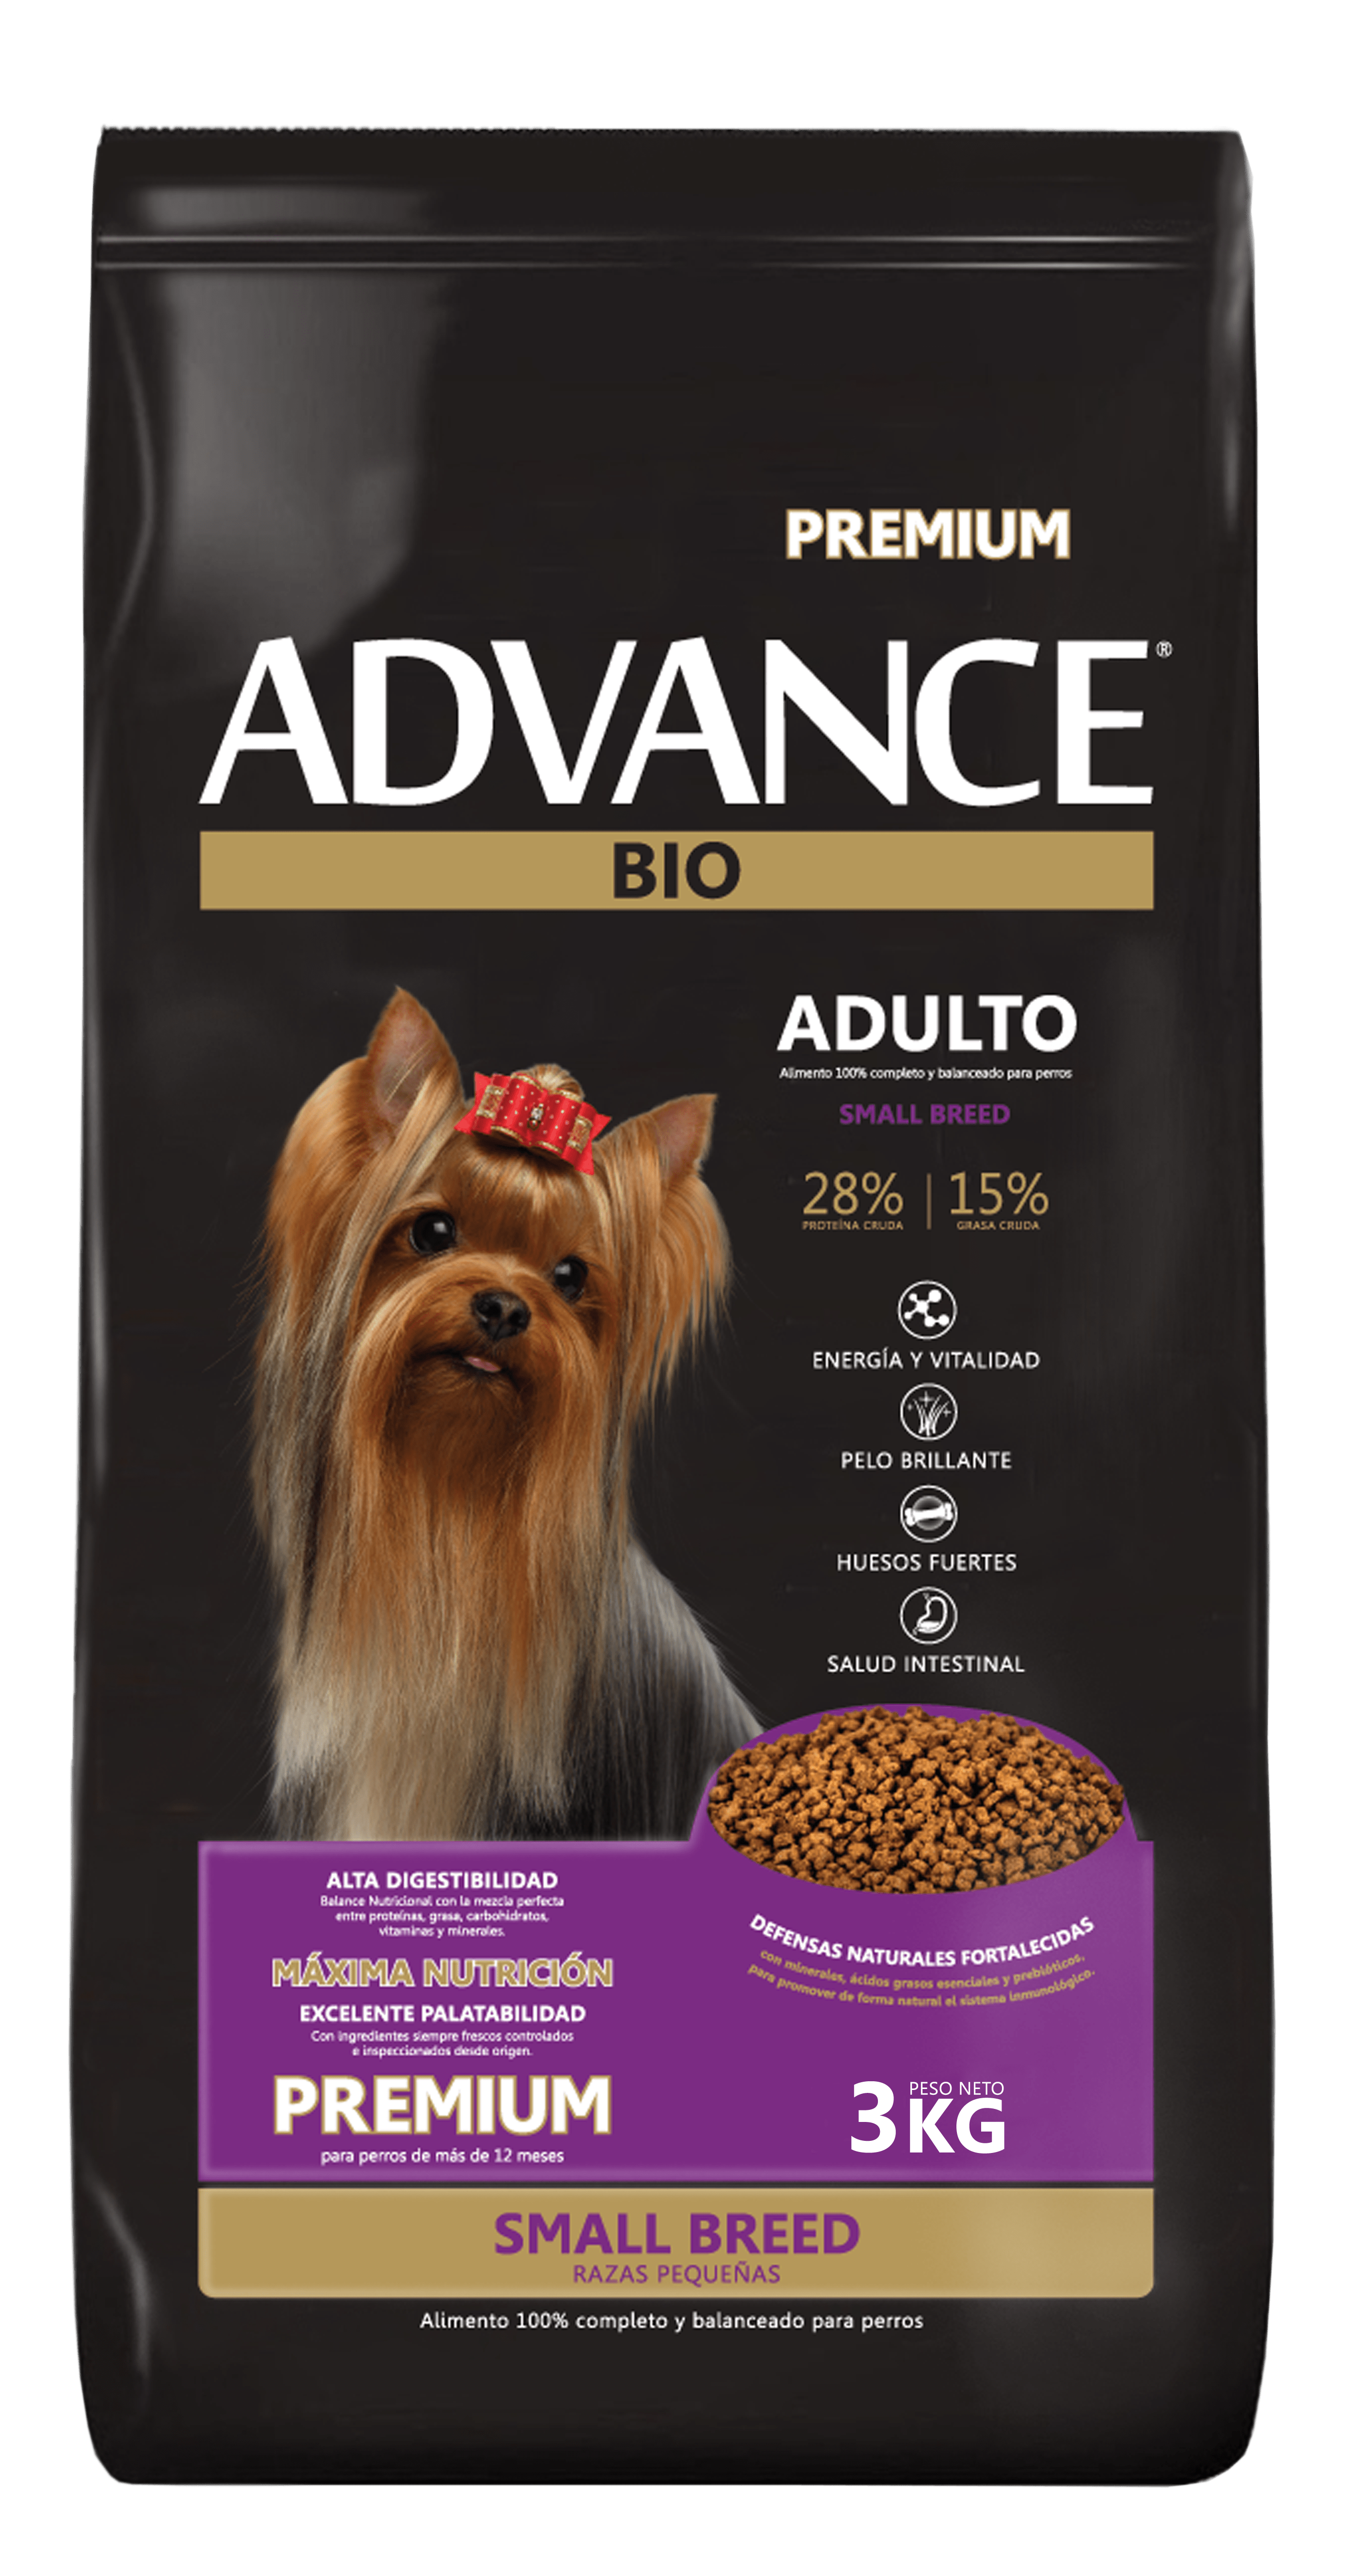 PREMIUM
ADVANCE®
BIO
ADULTO
Alimento 100% completo y balanceado para perros
SMALL BREED
28% | 15%
PROTEÍNA CRUDA GRASA CRUDA
ENERGÍA Y VITALIDAD
PELO BRILLANTE
HUESOS FUERTES
SALUD INTESTINAL
ALTA DIGESTIBILIDAD
Balance Nutricional con la mezcla perfecta
entre proteínas, grasa, carbohidratos,
vitaminas y minerales.
MÁXIMA NUTRICIÓN
EXCELENTE PALATABILIDAD
Con ingredientes siempre frescos controlados
e inspeccionados desde origen.
PREMIUM
para perros de más de 12 meses
DEFENSAS NATURALES FORTALECIDAS
con minerales, ácidos grasos esenciales y prebióticos,
para promover de forma natural el sistema inmunológico.
PESO NETO
3KG
SMALL BREED
RAZAS PEQUEÑAS
Alimento 100% completo y balanceado para perros